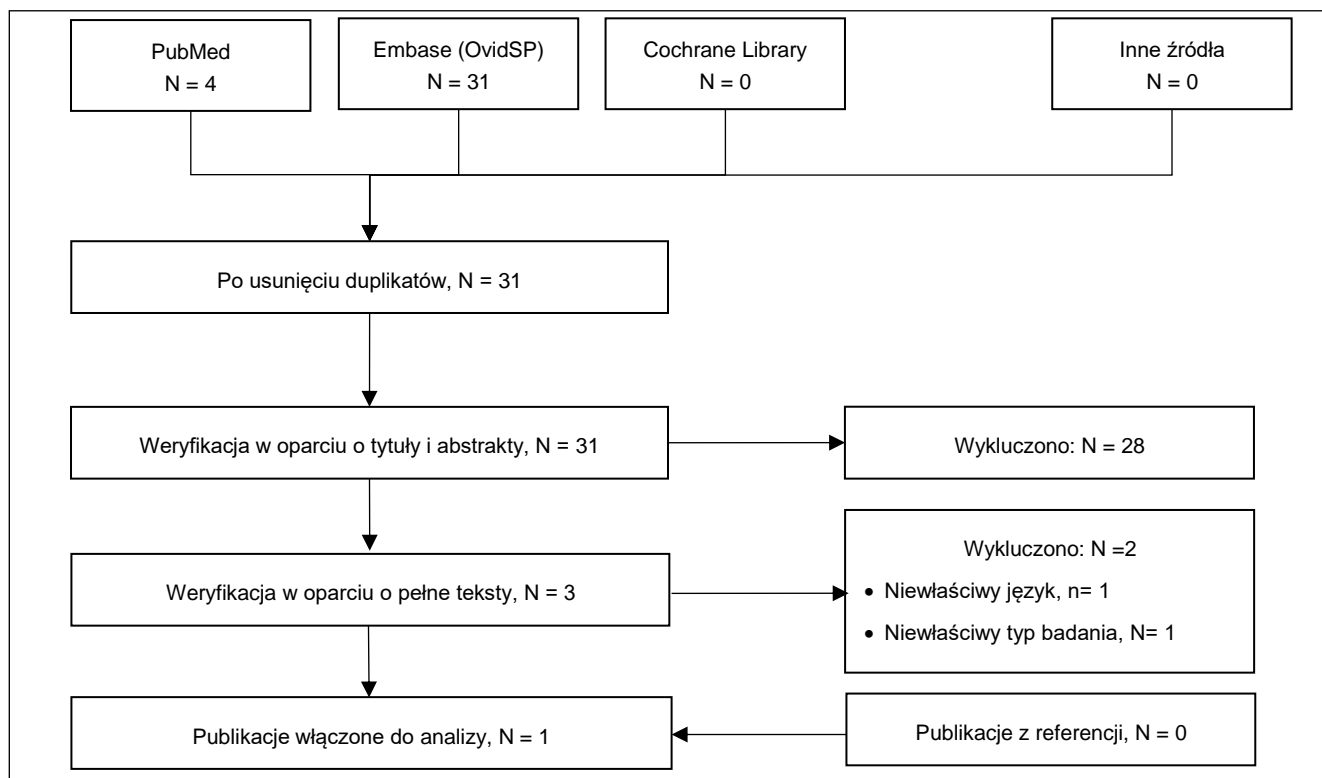 PubMed
N = 4
Embase (OvidSP)
N = 31
Cochrane Library
N = 0
Inne źródła
N = 0
Po usunięciu duplikatów, N = 31
Weryfikacja w oparciu o tytuły i abstrakty, N = 31
Wykluczono: N = 28
Weryfikacja w oparciu o pełne teksty, N = 3
Wykluczono: N =2
• Niewłaściwy język, n= 1
• Niewłaściwy typ badania, N= 1
Publikacje włączone do analizy, N = 1
Publikacje z referencji, N = 0